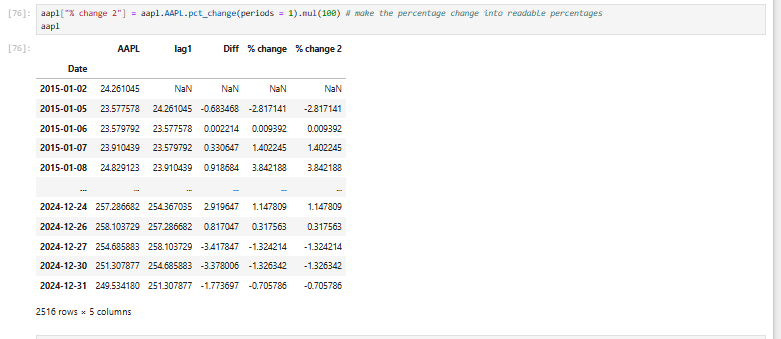 [76]: aapl["% change 2"] = aapl.AAPL.pct_change(periods = 1).mul(100) # make the percentage change into readable percentages
aapl
[76]: AAPL lag1 Diff % change % change 2
Date
2015-01-02 24.261045 NaN NaN NaN NaN
2015-01-05 23.577578 24.261045 -0.683468 -2.817141 -2.817141
2015-01-06 23.579792 23.577578 0.002214 0.009392 0.009392
2015-01-07 23.910439 23.579792 0.330647 1.402245 1.402245
2015-01-08 24.829123 23.910439 0.918684 3.842188 3.842188
... ... ... ... ... ...
2024-12-24 257.286682 254.367035 2.919647 1.147809 1.147809
2024-12-26 258.103729 257.286682 0.817047 0.317563 0.317563
2024-12-27 254.685883 258.103729 -3.417847 -1.324214 -1.324214
2024-12-30 251.307877 254.685883 -3.378006 -1.326342 -1.326342
2024-12-31 249.534180 251.307877 -1.773697 -0.705786 -0.705786
2516 rows × 5 columns